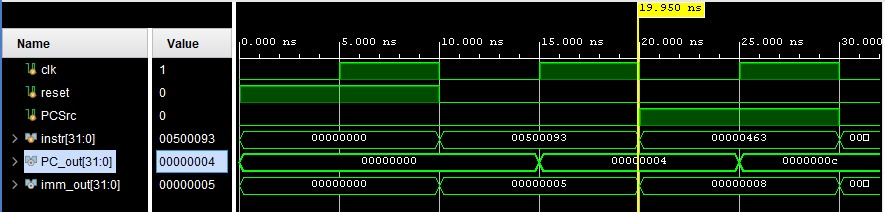 19.950 ns
Name Value 0.000 ns 5.000 ns 10.000 ns 15.000 ns 20.000 ns 25.000 ns 30.000
clk 1
reset 0
PCSrc 0
instr[31:0] 00500093 00000000 00500093 00000463 00
PC_out[31:0] 00000004 00000000 00000004 0000000c
imm_out[31:0] 00000005 00000000 00000005 00000008 00